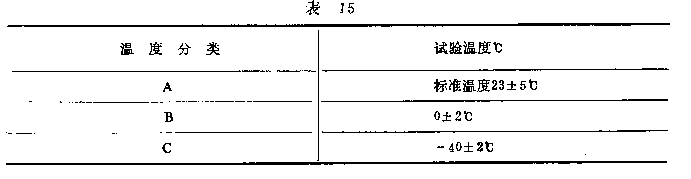 表 15
温 度 分 类 试验温度℃
A 标准温度23±5℃
B 0±2℃
C -40±2℃